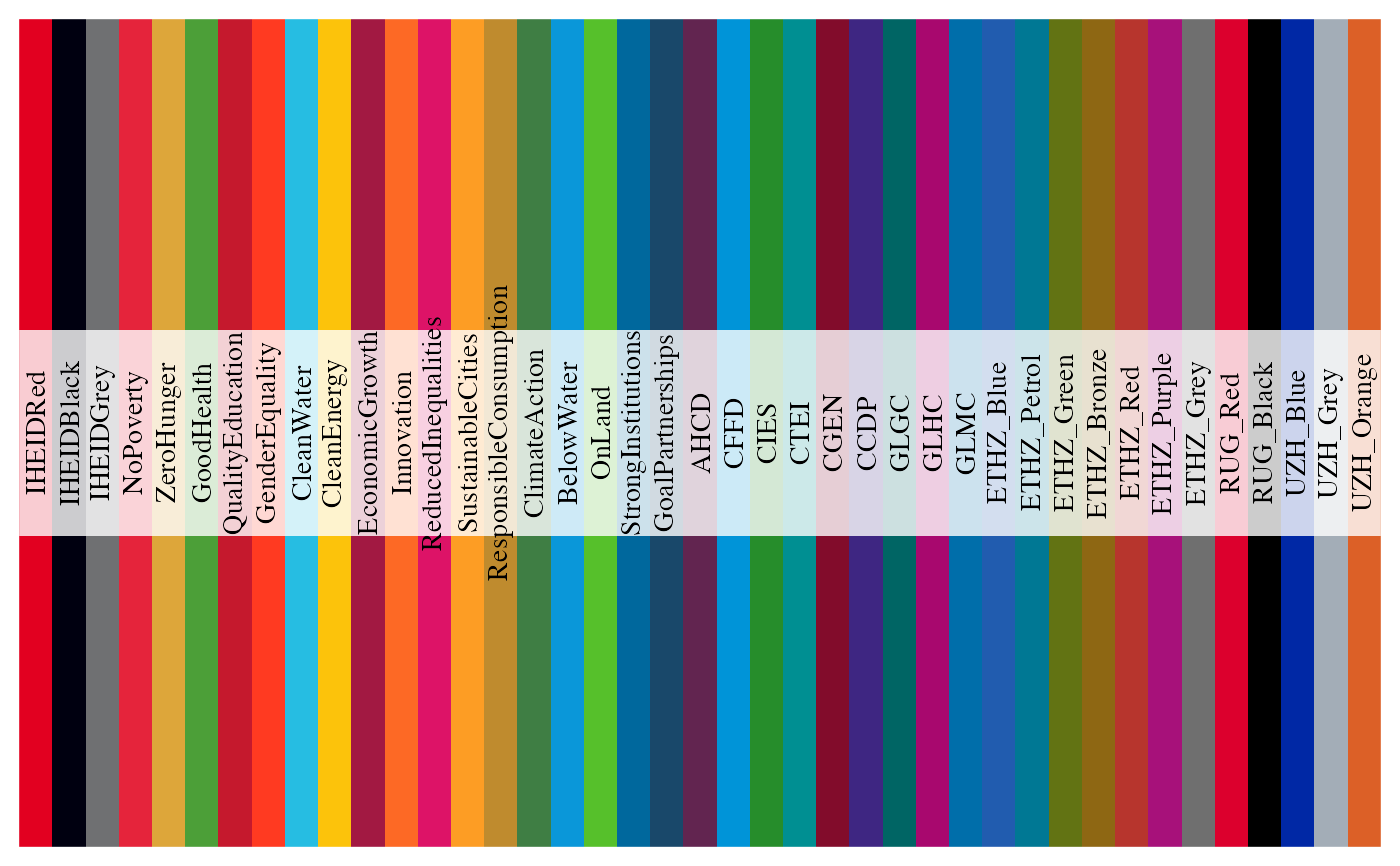 IHEIDRed
IHEIDBlack
IHEIDGrey
NoPoverty
ZeroHunger
GoodHealth
QualityEducation
GenderEquality
CleanWater
CleanEnergy
EconomicGrowth
Innovation
ReducedInequalities
SustainableCities
ResponsibleConsumption
ClimateAction
BelowWater
OnLand
StrongInstitutions
GoalPartnerships
AHCD
CFFD
CIES
CTEI
CGEN
CCDP
GLGC
GLHC
GLMC
ETHZ_Blue
ETHZ_Petrol
ETHZ_Green
ETHZ_Bronze
ETHZ_Red
ETHZ_Purple
ETHZ_Grey
RUG_Red
RUG_Black
UZH_Blue
UZH_Grey
UZH_Orange